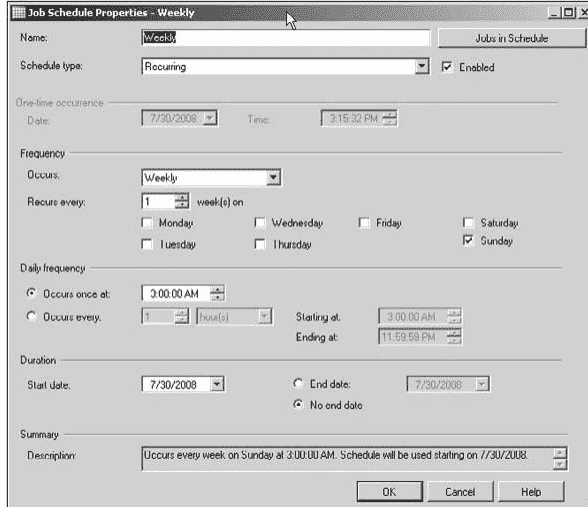 Job Schedule Properties - Weekly
Name: Weekly Jobs in Schedule
Schedule type: Recurring Enabled
One-time occurrence
Date: 7/30/2008 Time: 3:15:32 PM
Frequency
Occurs: Weekly
Recurs every: 1 week(s) on
Monday Wednesday Friday Saturday
Tuesday Thursday Sunday
Daily frequency
Occurs once at: 3:00:00 AM
Occurs every: 1 hour(s) Starting at: 3:00:00 AM
Ending at: 11:59:59 PM
Duration
Start date: 7/30/2008 End date: 7/30/2008
No end date
Summary
Description: Occurs every week on Sunday at 3:00:00 AM. Schedule will be used starting on 7/30/2008.
OK Cancel Help